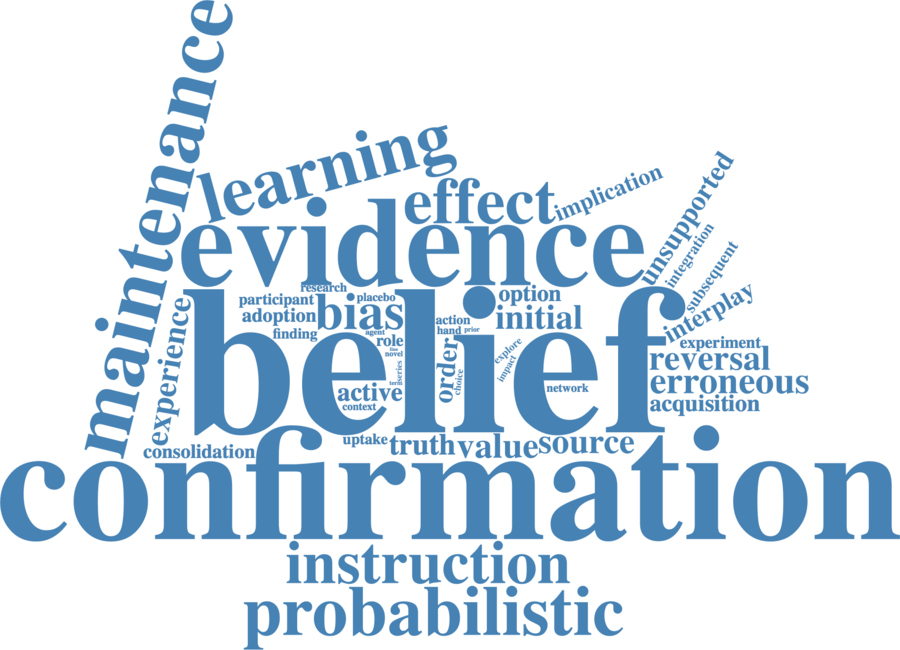 maintenance
learning
effect
implication
unsupported
evidence
integration
subsequent
research
participant
placebo
option
interplay
adoption
bias
action
initial
experience
finding
agent
hand
prior
role
experiment
belief
line
novel
explore
reversal
series
order
impact
erroneous
term
choice
active
network
context
acquisition
uptake
truth
value
source
consolidation
confirmation
instruction
probabilistic